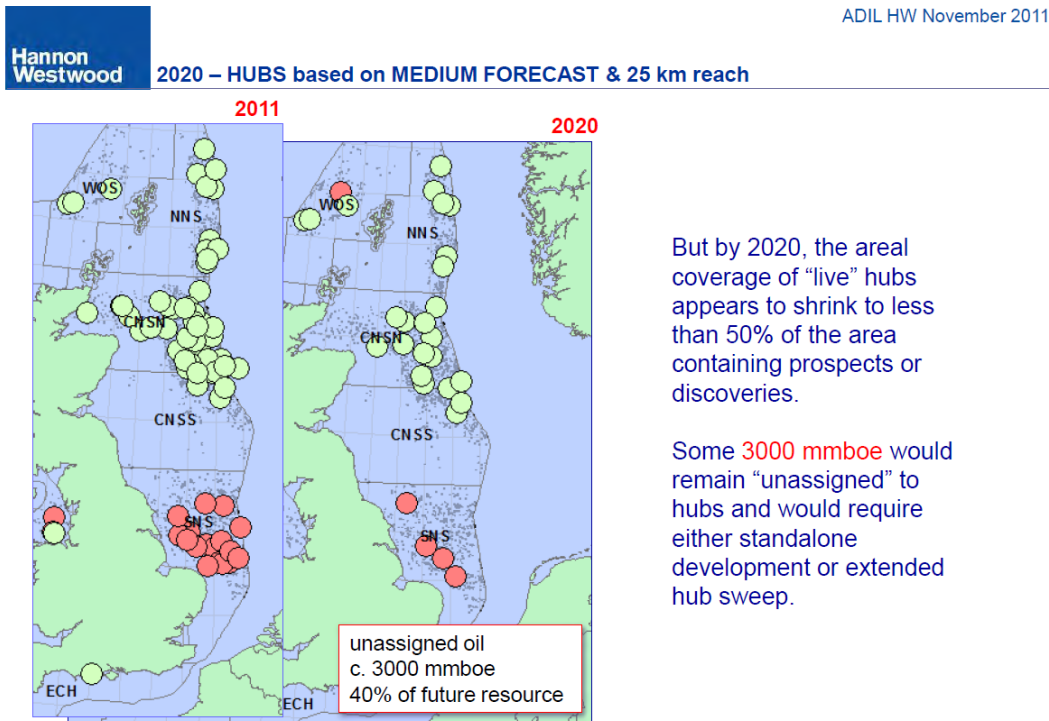 ADIL HW November 2011
Hannon
Westwood
2020 – HUBS based on MEDIUM FORECAST & 25 km reach
2011
WOS
NNS
CNSN
CNSS
SNS
ECH
2020
WOS
NNS
CNSN
CNSS
SNS
ECH
unassigned oil
c. 3000 mmboe
40% of future resource
But by 2020, the areal
coverage of “live” hubs
appears to shrink to less
than 50% of the area
containing prospects or
discoveries.
Some 3000 mmboe would
remain “unassigned” to
hubs and would require
either standalone
development or extended
hub sweep.